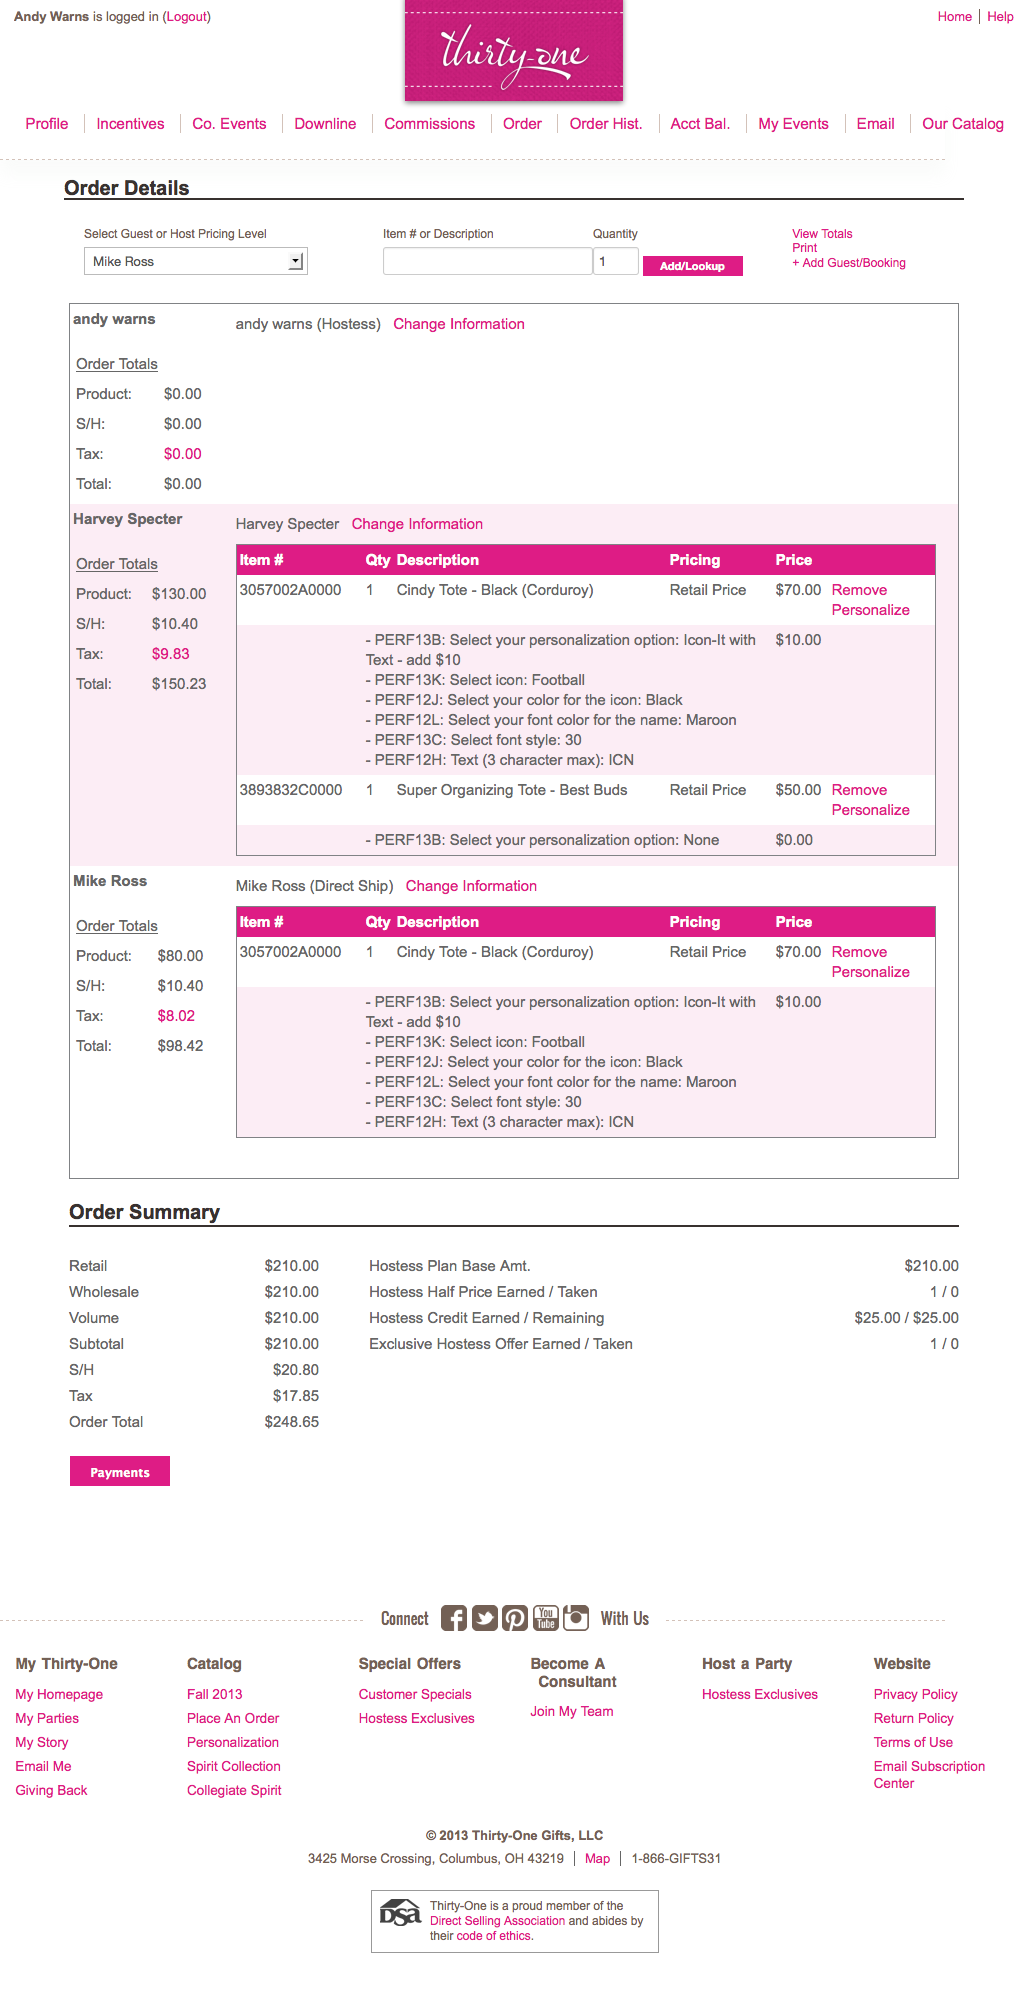 Andy Warns is logged in (Logout)
thirty-one
Home | Help
Profile | Incentives | Co. Events | Downline | Commissions | Order | Order Hist. | Acct Bal. | My Events | Email | Our Catalog
Order Details
Select Guest or Host Pricing Level
Mike Ross
Item # or Description
Quantity
1
Add/Lookup
View Totals
Print
+ Add Guest/Booking
andy warns
andy warns (Hostess) Change Information
Order Totals
Product: $0.00
S/H: $0.00
Tax: $0.00
Total: $0.00
Harvey Specter
Order Totals
Product: $130.00
S/H: $10.40
Tax: $9.83
Total: $150.23
Harvey Specter Change Information
Item # Qty Description Pricing Price
3057002A0000 1 Cindy Tote - Black (Corduroy) Retail Price $70.00 Remove
Personalize
- PERF13B: Select your personalization option: Icon-It with $10.00
Text - add $10
- PERF13K: Select icon: Football
- PERF12J: Select your color for the icon: Black
- PERF12L: Select your font color for the name: Maroon
- PERF13C: Select font style: 30
- PERF12H: Text (3 character max): ICN
3893832C0000 1 Super Organizing Tote - Best Buds Retail Price $50.00 Remove
Personalize
- PERF13B: Select your personalization option: None $0.00
Mike Ross
Order Totals
Product: $80.00
S/H: $10.40
Tax: $8.02
Total: $98.42
Mike Ross (Direct Ship) Change Information
Item # Qty Description Pricing Price
3057002A0000 1 Cindy Tote - Black (Corduroy) Retail Price $70.00 Remove
Personalize
- PERF13B: Select your personalization option: Icon-It with $10.00
Text - add $10
- PERF13K: Select icon: Football
- PERF12J: Select your color for the icon: Black
- PERF12L: Select your font color for the name: Maroon
- PERF13C: Select font style: 30
- PERF12H: Text (3 character max): ICN
Order Summary
Retail $210.00
Wholesale $210.00
Volume $210.00
Subtotal $210.00
S/H $20.80
Tax $17.85
Order Total $248.65
Hostess Plan Base Amt. $210.00
Hostess Half Price Earned / Taken 1 / 0
Hostess Credit Earned / Remaining $25.00 / $25.00
Exclusive Hostess Offer Earned / Taken 1 / 0
Payments
Connect You Tube With Us
My Thirty-One
My Homepage
My Parties
My Story
Email Me
Giving Back
Catalog
Fall 2013
Place An Order
Personalization
Spirit Collection
Collegiate Spirit
Special Offers
Customer Specials
Hostess Exclusives
Become A
Consultant
Join My Team
Host a Party
Hostess Exclusives
Website
Privacy Policy
Return Policy
Terms of Use
Email Subscription
Center
© 2013 Thirty-One Gifts, LLC
3425 Morse Crossing, Columbus, OH 43219 | Map | 1-866-GIFTS31
DSA
Thirty-One is a proud member of the
Direct Selling Association and abides by
their code of ethics.